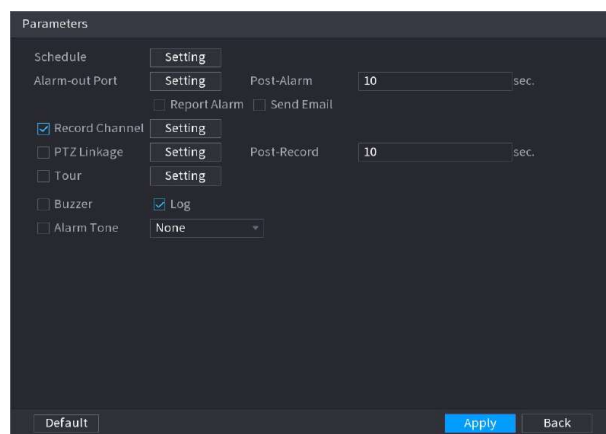 Parameters
Schedule Setting
Alarm-out Port Setting Post-Alarm 10 sec.
Report Alarm Send Email
Record Channel Setting
PTZ Linkage Setting Post-Record 10 sec.
Tour Setting
Buzzer Log
Alarm Tone None
Default Apply Back